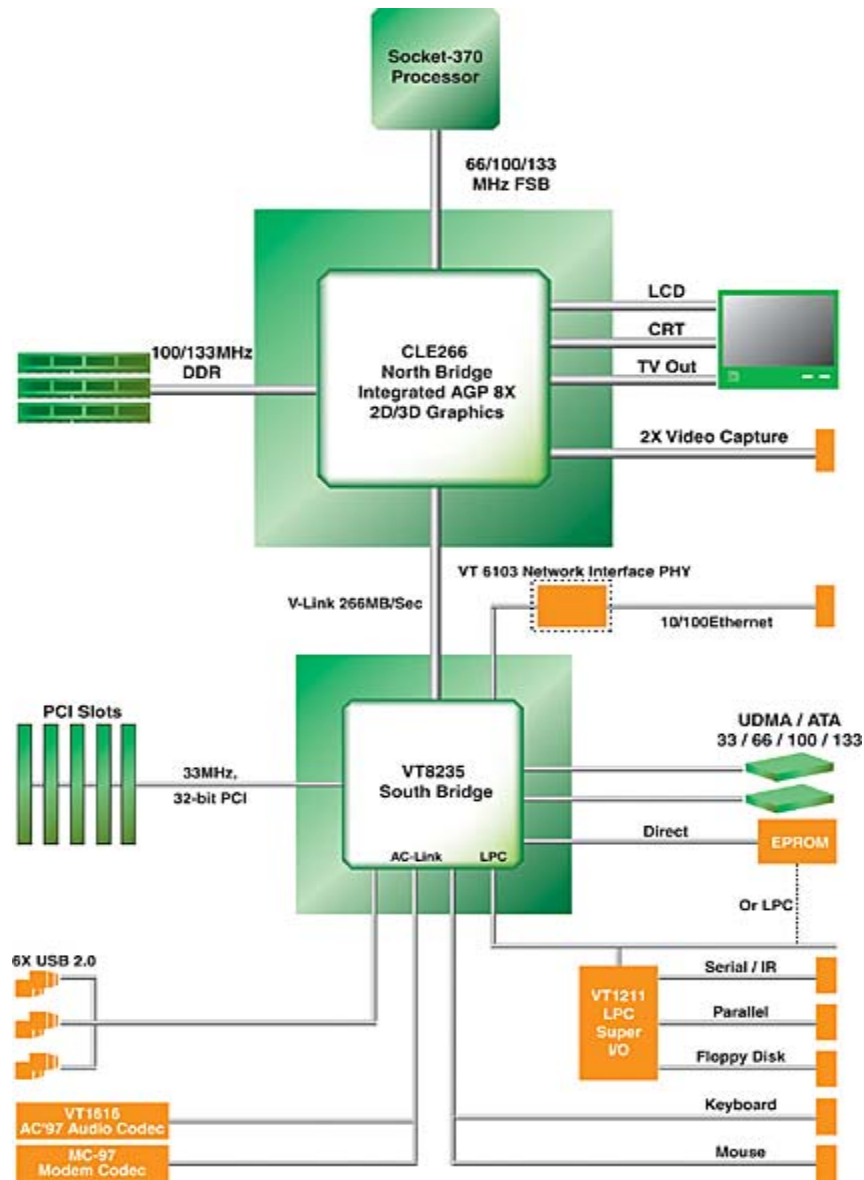 Socket-370
Processor
66/100/133
MHz FSB
LCD
CRT
TV Out
100/133MHz
DDR
CLE266
North Bridge
Integrated AGP 8X
2D/3D Graphics
2X Video Capture
VT 6103 Network Interface PHY
V-Link 266MB/Sec
10/100Ethernet
PCI Slots
UDMA / ATA
33 / 66 / 100 / 133
33MHz,
32-bit PCI
VT8235
South Bridge
Direct
EPROM
AC-Link
LPC
Or LPC
6X USB 2.0
Serial / IR
VT1211
LPC
Super
I/O
Parallel
Floppy Disk
VT1616
AC'97 Audio Codec
Keyboard
MC-97
Modem Codec
Mouse